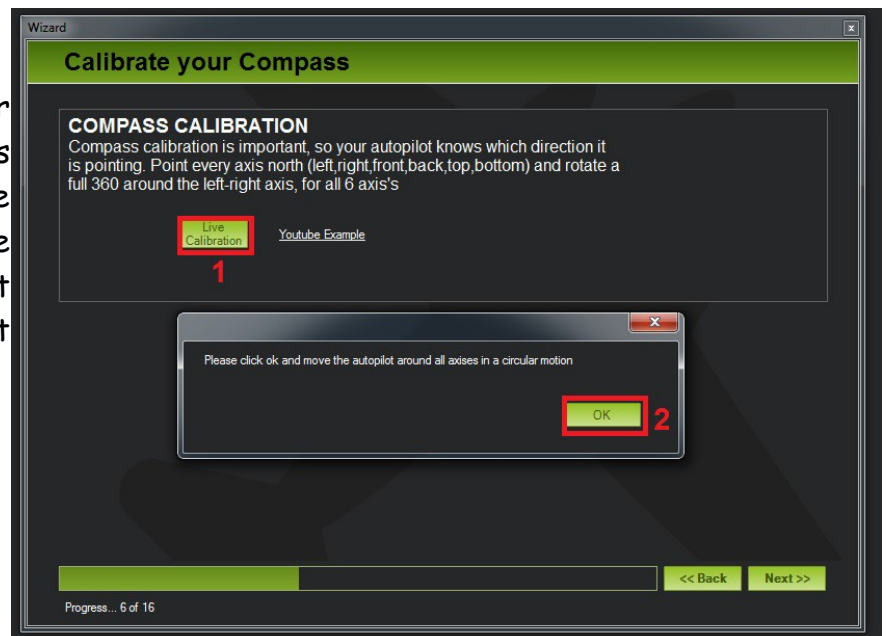 Wizard
x
Calibrate your Compass
COMPASS CALIBRATION
Compass calibration is important, so your autopilot knows which direction it
is pointing. Point every axis north (left,right,front,back,top,bottom) and rotate a
full 360 around the left-right axis, for all 6 axis's
Live
Calibration
Youtube Example
1
x
Please click ok and move the autopilot around all axises in a circular motion
OK
2
<< Back
Next >>
Progress... 6 of 16